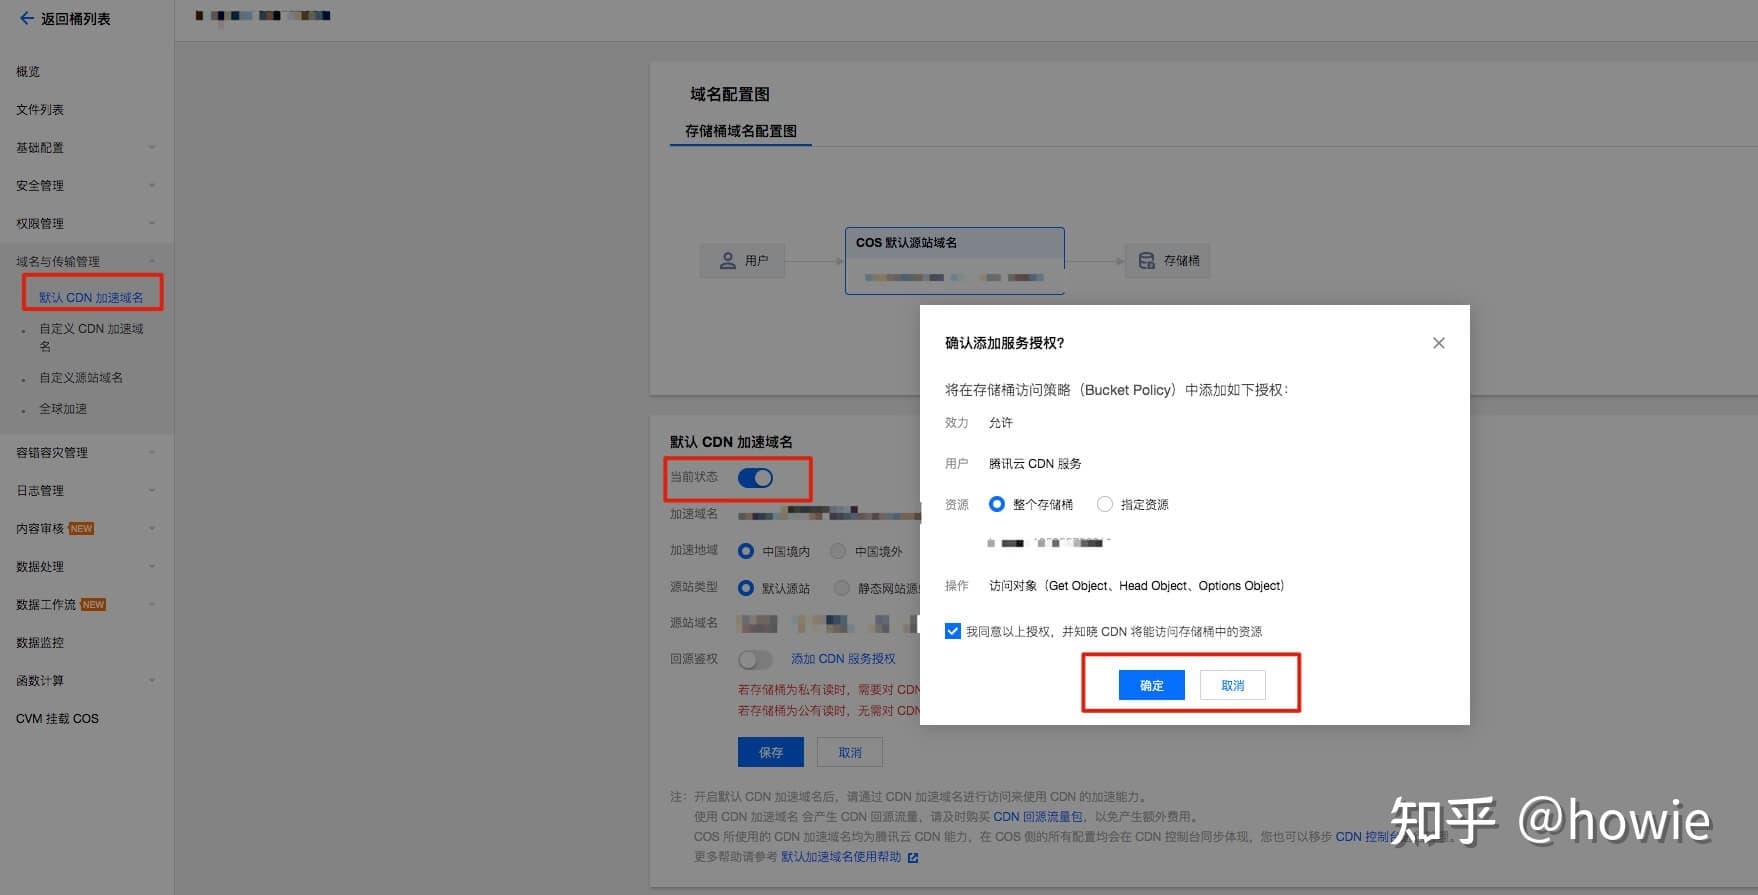 返回桶列表
概览
文件列表
基础配置
安全管理
权限管理
域名与传输管理
默认 CDN 加速域名
自定义 CDN 加速域
名
自定义源站域名
全球加速
容错容灾管理
日志管理
内容审核 NEW
数据处理
数据工作流 NEW
数据监控
函数计算
CVM 挂载 COS
域名配置图
存储桶域名配置图
用户
COS 默认源站域名
存储桶
默认 CDN 加速域名
当前状态
加速域名
加速地域 中国境内 中国境外
源站类型 默认源站 静态网站源
源站域名
回源鉴权 添加 CDN 服务授权
若存储桶为私有读时，需要对 CDN
若存储桶为公有读时，无需对 CDN
保存 取消
注：开启默认 CDN 加速域名后，请通过 CDN 加速域名进行访问来使用 CDN 的加速能力。
使用 CDN 加速域名 会产生 CDN 回源流量，请及时购买 CDN 回源流量包，以免产生额外费用。
COS 所使用的 CDN 加速域名均为腾讯云 CDN 能力，在 COS 侧的所有配置均会在 CDN 控制台同步体现，您也可以移步 CDN 控制
更多帮助请参考 默认加速域名使用帮助
确认添加服务授权?
将在存储桶访问策略（Bucket Policy）中添加如下授权：
效力 允许
用户 腾讯云 CDN 服务
资源 整个存储桶 指定资源
操作 访问对象（Get Object、Head Object、Options Object）
我同意以上授权，并知晓 CDN 将能访问存储桶中的资源
确定 取消
知乎 @howie